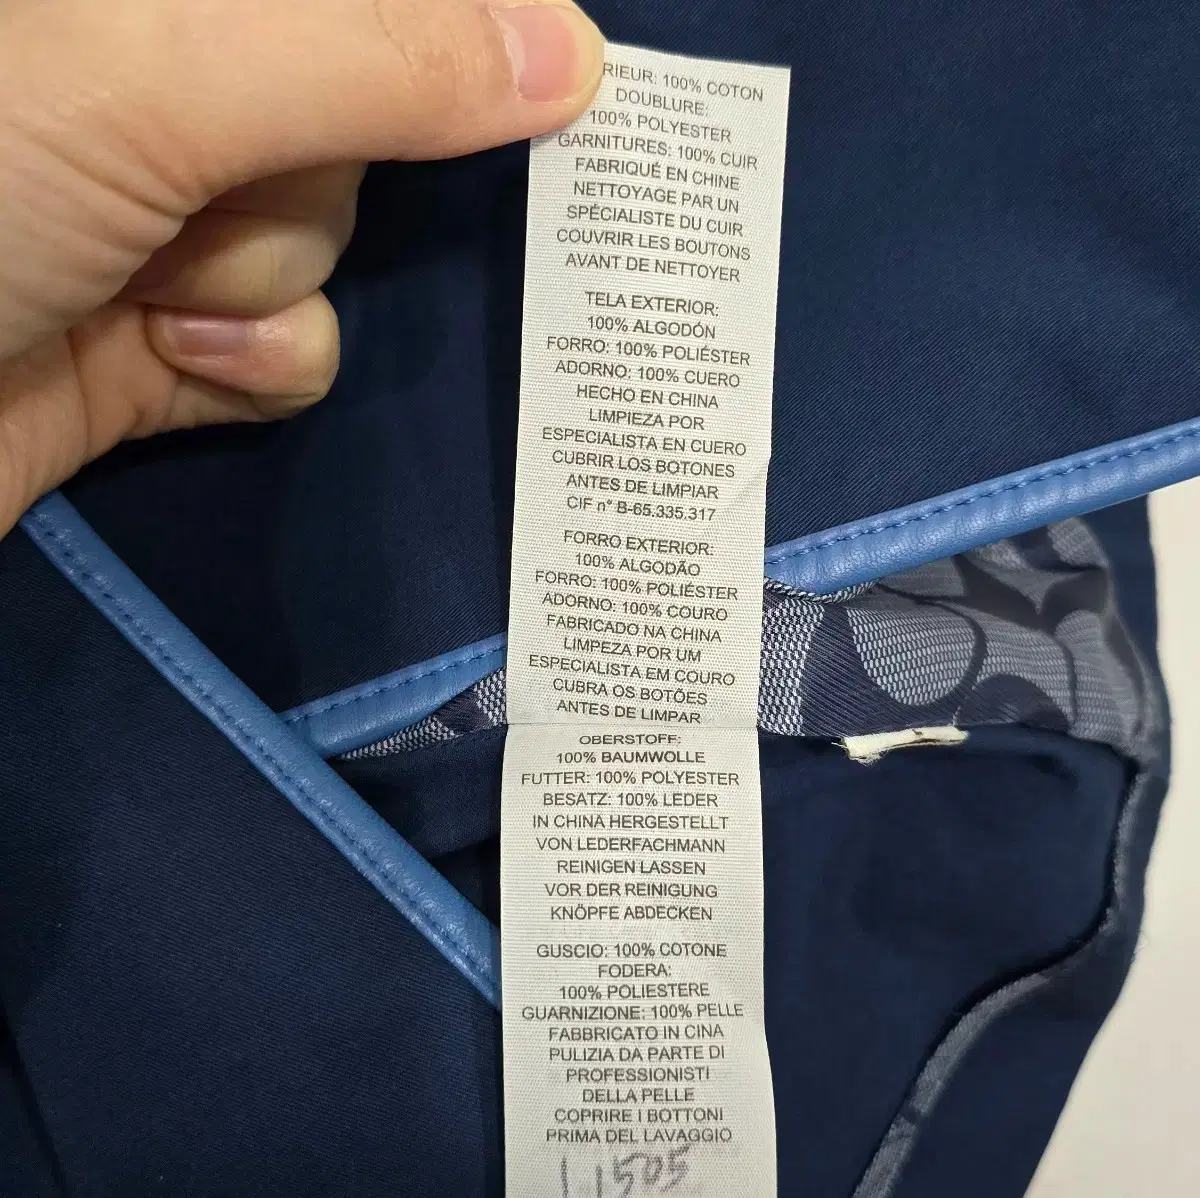 RIEUR: 100% COTON
DOUBLURE:
100% POLYESTER
GARNITURES: 100% CUIR
FABRIQUÉ EN CHINE
NETTOYAGE PAR UN
SPÉCIALISTE DU CUIR
COUVRIR LES BOUTONS
AVANT DE NETTOYER
TELA EXTERIOR:
100% ALGODÓN
FORRO: 100% POLIÉSTER
ADORNO: 100% CUERO
HECHO EN CHINA
LIMPIEZA POR
ESPECIALISTA EN CUERO
CUBRIR LOS BOTONES
ANTES DE LIMPIAR
CIF nº B-65.335.317
FORRO EXTERIOR:
100% ALGODÃO
FORRO: 100% POLIÉSTER
ADORNO: 100% COURO
FABRICADO NA CHINA
LIMPEZA POR UM
ESPECIALISTA EM COURO
CUBRA OS BOTÕES
ANTES DE LIMPAR
OBERSTOFF:
100% BAUMWOLLE
FUTTER: 100% POLYESTER
BESATZ: 100% LEDER
IN CHINA HERGESTELLT
VON LEDERFACHMANN
REINIGEN LASSEN
VOR DER REINIGUNG
KNÖPFE ABDECKEN
GUSCIO: 100% COTONE
FODERA:
100% POLIESTERE
GUARNIZIONE: 100% PELLE
FABBRICATO IN CINA
PULIZIA DA PARTE DI
PROFESSIONISTI
DELLA PELLE
COPRIRE I BOTTONI
PRIMA DEL LAVAGGIO